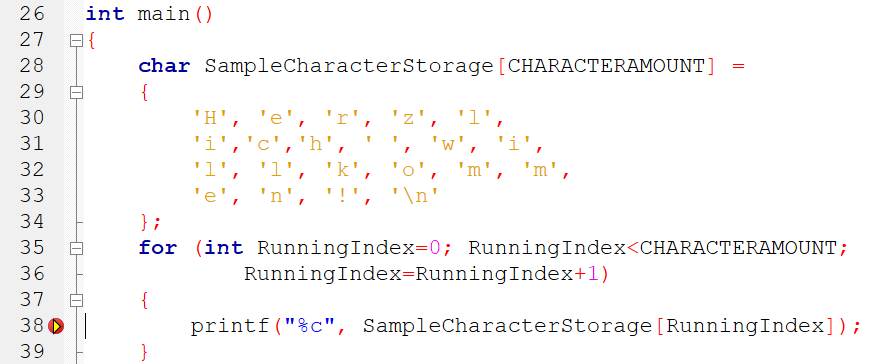 26 int main()
27 {
28 char SampleCharacterStorage[CHARACTERAMOUNT] =
29 {
30 'H', 'e', 'r', 'z', 'l',
31 'i','c','h', ' ', 'w', 'i',
32 'l', 'l', 'k', 'o', 'm', 'm',
33 'e', 'n', '!', '\n'
34 };
35 for (int RunningIndex=0; RunningIndex<CHARACTERAMOUNT;
36 RunningIndex=RunningIndex+1)
37 {
38 printf("%c", SampleCharacterStorage[RunningIndex]);
39 }